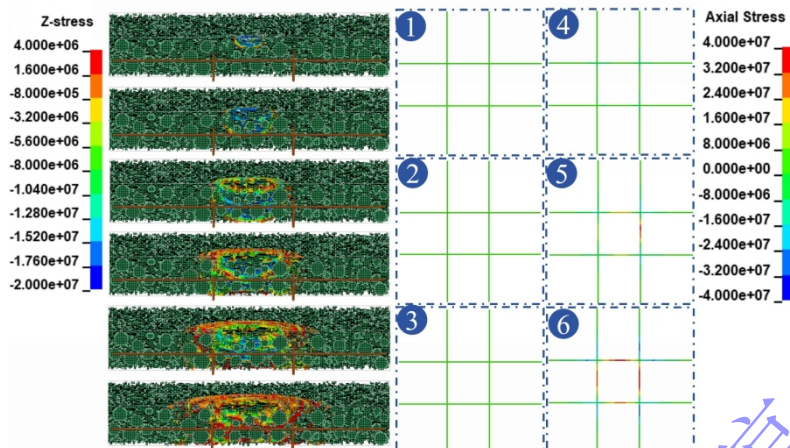 Z-stress
4.000e+06
1.600e+06
-8.000e+05
-3.200e+06
-5.600e+06
-8.000e+06
-1.040e+07
-1.280e+07
-1.520e+07
-1.760e+07
-2.000e+07
1
2
3
4
5
6
Axial Stress
4.000e+07
3.200e+07
2.400e+07
1.600e+07
8.000e+06
0.000e+00
-8.000e+06
-1.600e+07
-2.400e+07
-3.200e+07
-4.000e+07